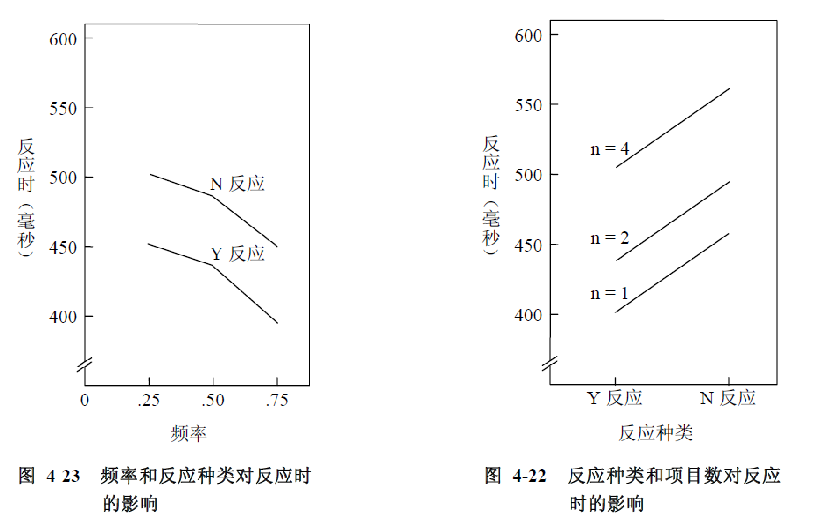 600
550
500
450
400
反应时（毫秒）
N 反应
Y 反应
0
.25
.50
.75
频率
图 4 23 频率和反应种类对反应时
的影响
600
550
500
450
400
反应时（毫秒）
n = 4
n = 2
n = 1
Y 反应
N 反应
反应种类
图 4-22 反应种类和项目数对反应
时的影响